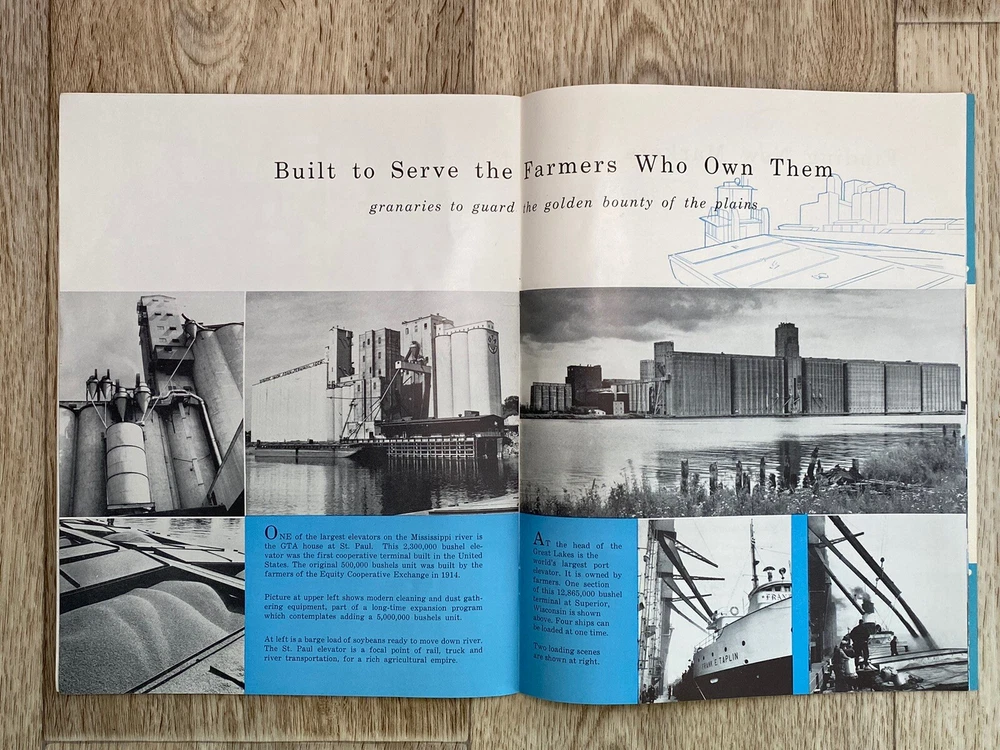 Built to Serve the Farmers Who Own Them
granaries to guard the golden bounty of the plains
ONE of the largest elevators on the Mississippi river is
the GTA house at St. Paul. This 2,300,000 bushel ele-
vator was the first cooperative terminal built in the United
States. The original 500,000 bushels unit was built by the
farmers of the Equity Cooperative Exchange in 1914.
Picture at upper left shows modern cleaning and dust gath-
ering equipment, part of a long-time expansion program
which contemplates adding a 5,000,000 bushels unit.
At left is a barge load of soybeans ready to move down river.
The St. Paul elevator is a focal point of rail, truck and
river transportation, for a rich agricultural empire.
AT the head of the
Great Lakes is the
world's largest port
elevator. It is owned by
farmers. One section
of this 12,865,000 bushel
terminal at Superior,
Wisconsin is shown
above. Four ships can
be loaded at one time.
Two loading scenes
are shown at right.
FRAN
FRANK E. TAPLIN